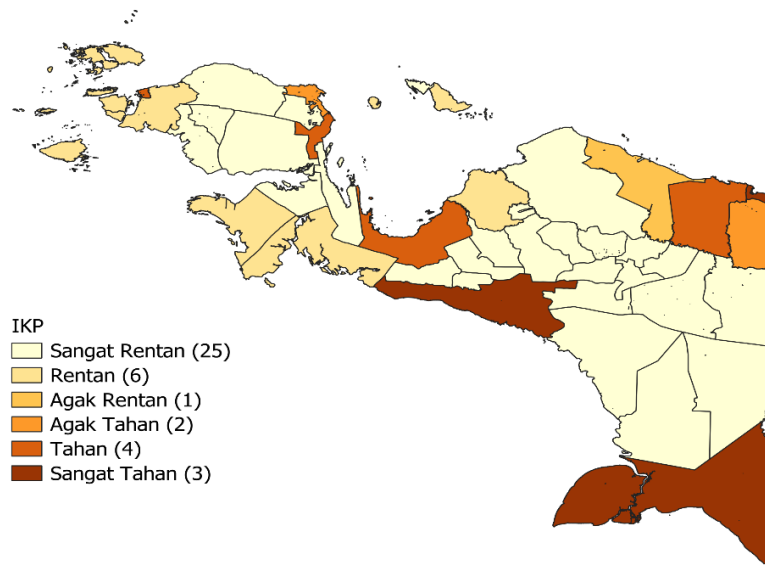 IKP
Sangat Rentan (25)
Rentan (6)
Agak Rentan (1)
Agak Tahan (2)
Tahan (4)
Sangat Tahan (3)